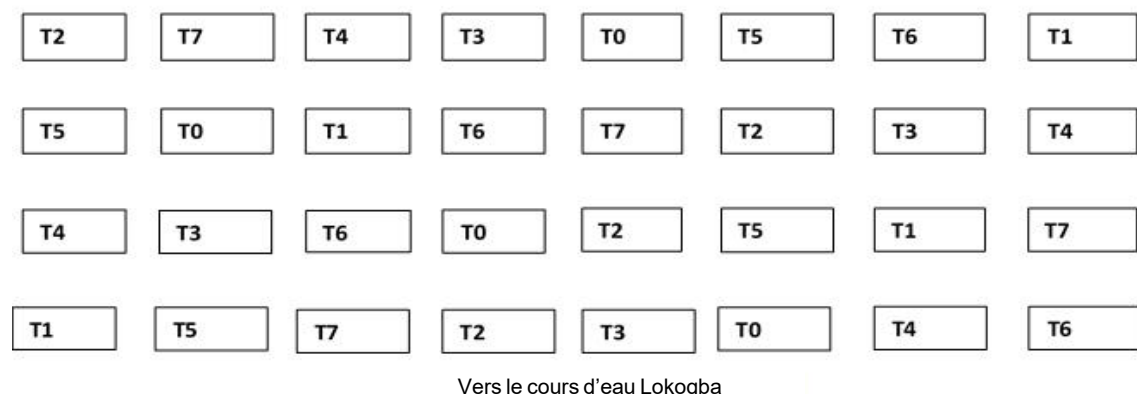 T2 T7 T4 T3 T0 T5 T6 T1
T5 T0 T1 T6 T7 T2 T3 T4
T4 T3 T6 T0 T2 T5 T1 T7
T1 T5 T7 T2 T3 T0 T4 T6
Vers le cours d'eau Lokogba